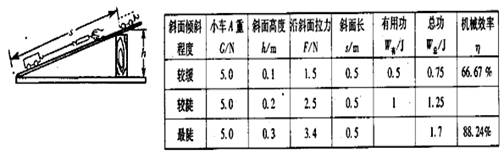 s
h
斜面倾斜程度 小车A重 G/N 斜面高度 h/m 沿斜面拉力 F/N 斜面长 s/m 有用功 W有/J 总功 W总/J 机械效率 η
较缓 5.0 0.1 1.5 0.5 0.5 0.75 66.67%
较陡 5.0 0.2 2.5 0.5 1 1.25
最陡 5.0 0.3 3.4 0.5 1.7 88.24%